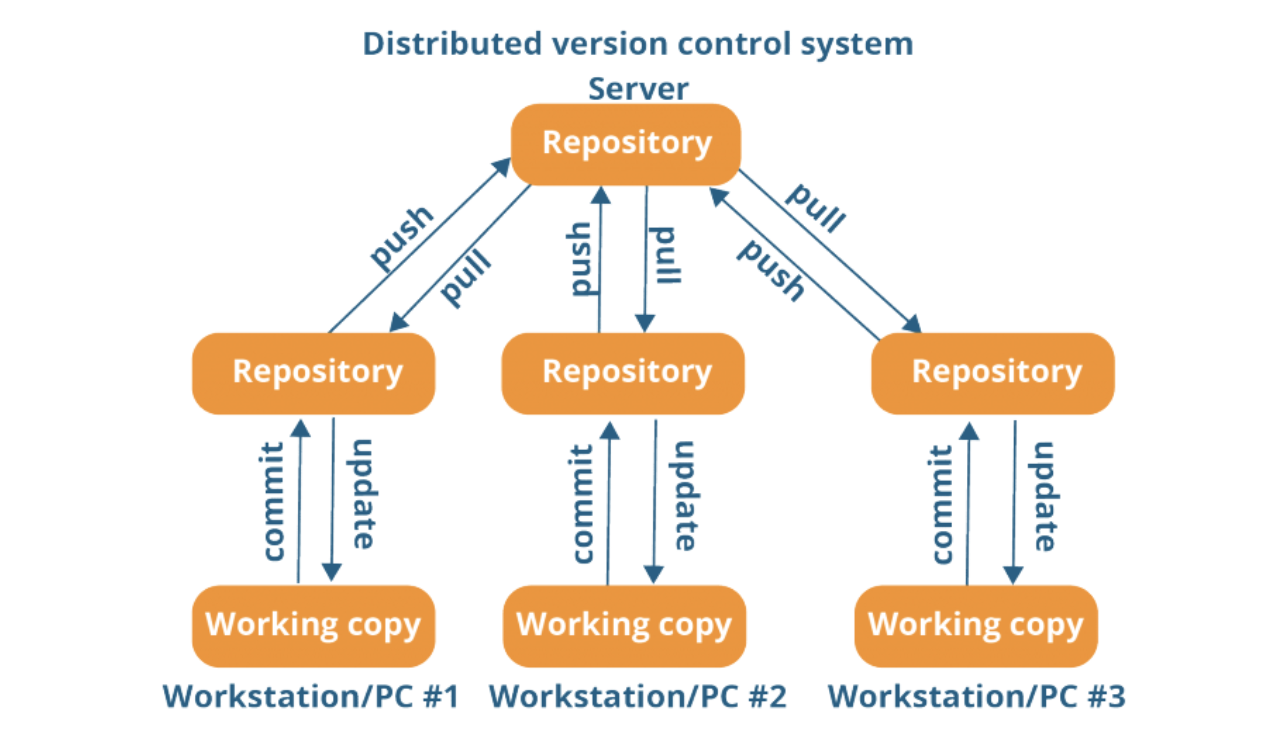 Distributed version control system
Server
Repository
push
pull
push
pull
push
pull
Repository
Repository
Repository
commit
update
commit
update
commit
update
Working copy
Working copy
Working copy
Workstation/PC #1
Workstation/PC #2
Workstation/PC #3